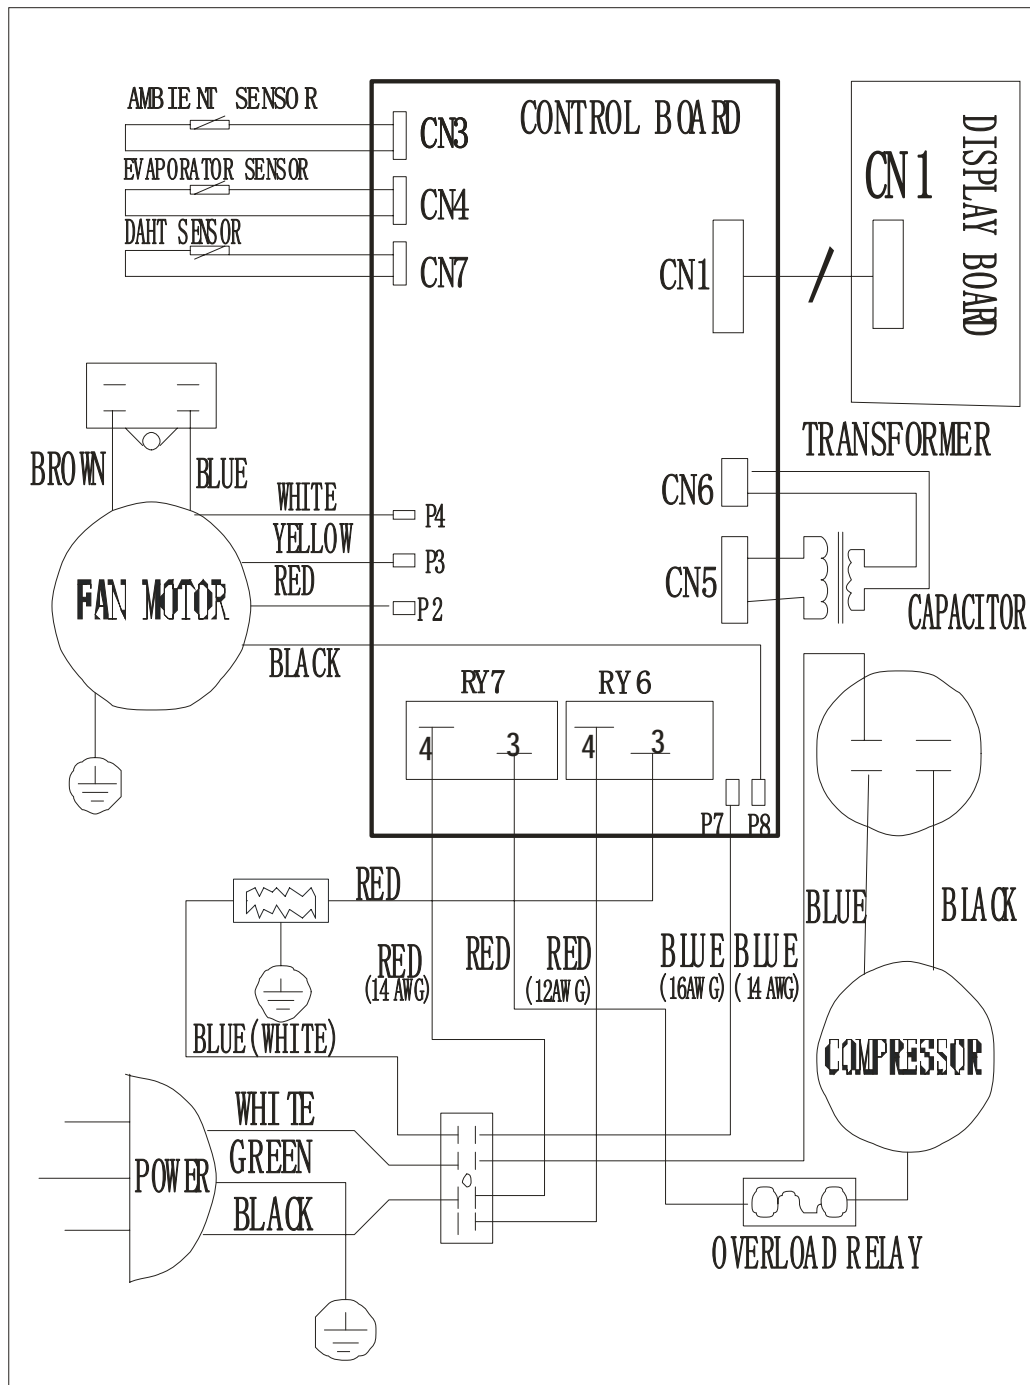 AMBIENT SENSOR
CONTROL BOARD
CN3
EVAPORATOR SENSOR
CN4
DAHT SENSOR
CN7
CN1
CN1
DISPLAY BOARD
TRANSFORMER
BROWN
BLUE
WHITE
P4
YELLOW
P3
RED
P2
FAN MOTOR
BLACK
CN6
CN5
CAPACITOR
RY7
RY6
4
3
4
3
P7
P8
RED
BLUE
BLACK
RED
(14 AWG)
RED
RED
(12AWG)
BLUE
(16AWG)
BLUE
(14 AWG)
BLUE(WHITE)
COMPRESSOR
WHITE
GREEN
POWER
BLACK
OVERLOAD RELAY